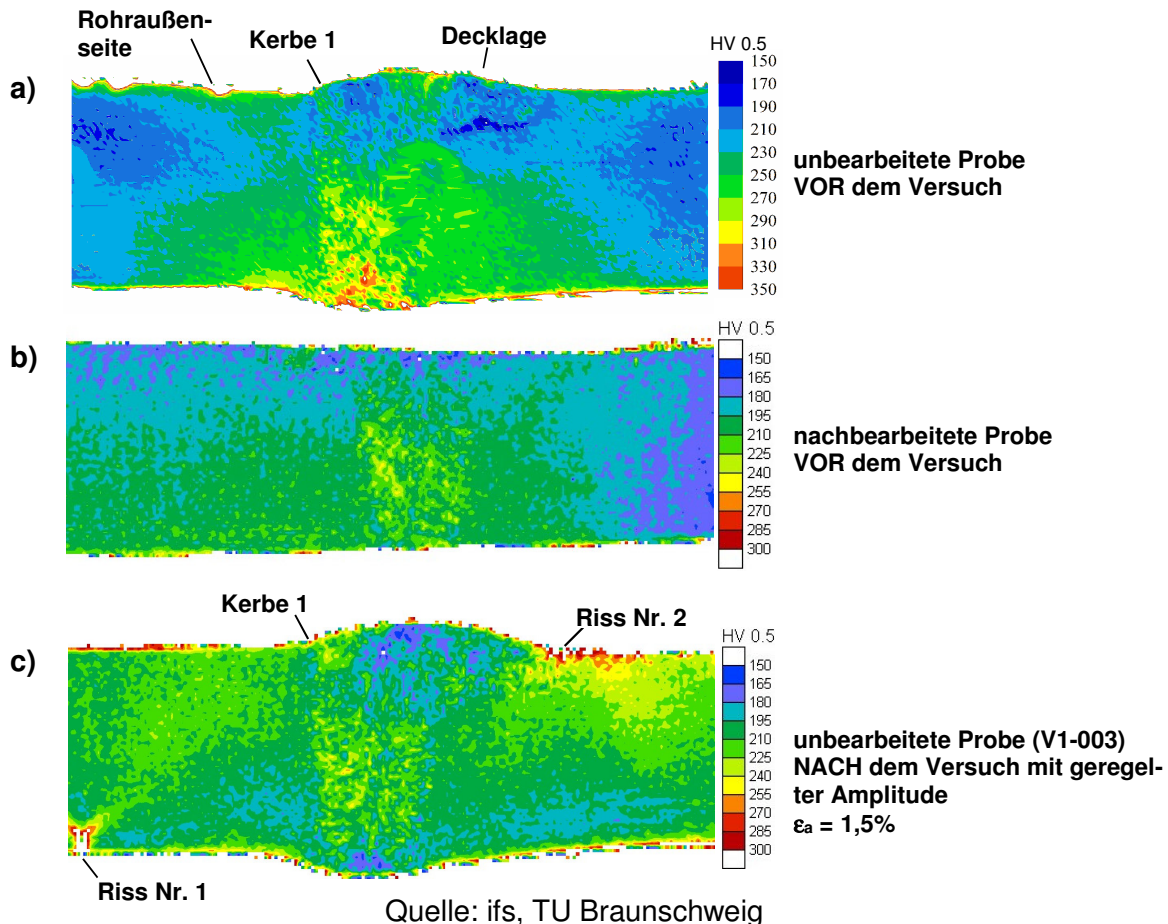 Rohraußen-
seite
Kerbe 1
Decklage
HV 0.5
a)
150
170
190
210
230
250
270
290
310
330
350
unbearbeitete Probe
VOR dem Versuch
b)
HV 0.5
150
165
180
195
210
225
240
255
270
285
300
nachbearbeitete Probe
VOR dem Versuch
Kerbe 1
Riss Nr. 2
c)
HV 0.5
150
165
180
195
210
225
240
255
270
285
300
unbearbeitete Probe (V1-003)
NACH dem Versuch mit geregel-
ter Amplitude
εa = 1,5%
Riss Nr. 1
Quelle: ifs, TU Braunschweig